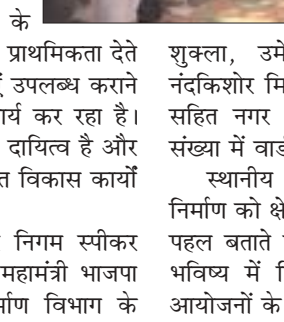 के
प्राथमिकता देते
उपलब्ध कराने
कार्य कर रहा है।
दायित्व है और
विकास कार्यों
निगम स्पीकर
महामंत्री भाजपा
विभाग के
शुक्ला,
नंदकिशोर
सहित नगर
संख्या में
स्थानीय
निर्माण को
पहल बताते
भविष्य में
आयोजनों के